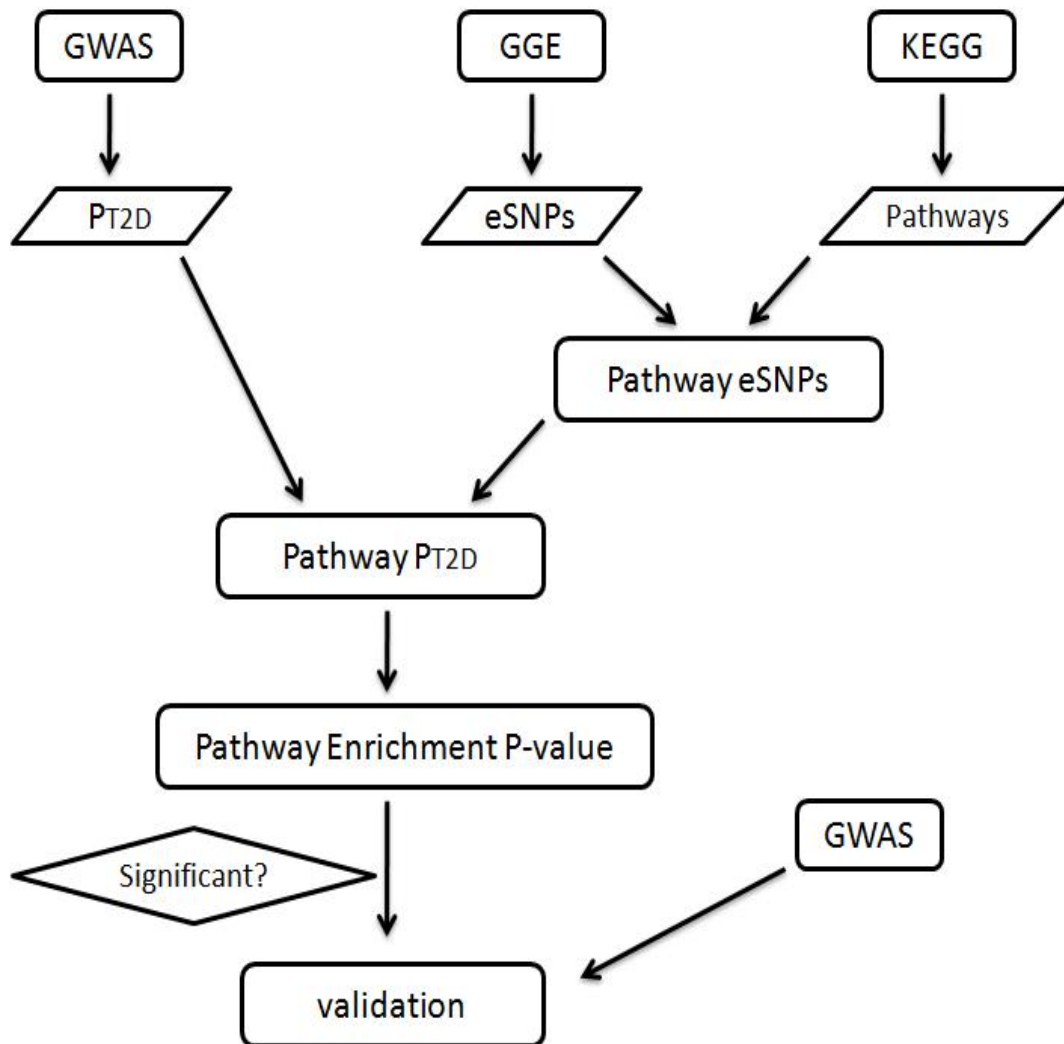 GWAS
GGE
KEGG
PT2D
eSNPs
Pathways
Pathway eSNPs
Pathway PT2D
Pathway Enrichment P-value
Significant?
GWAS
validation